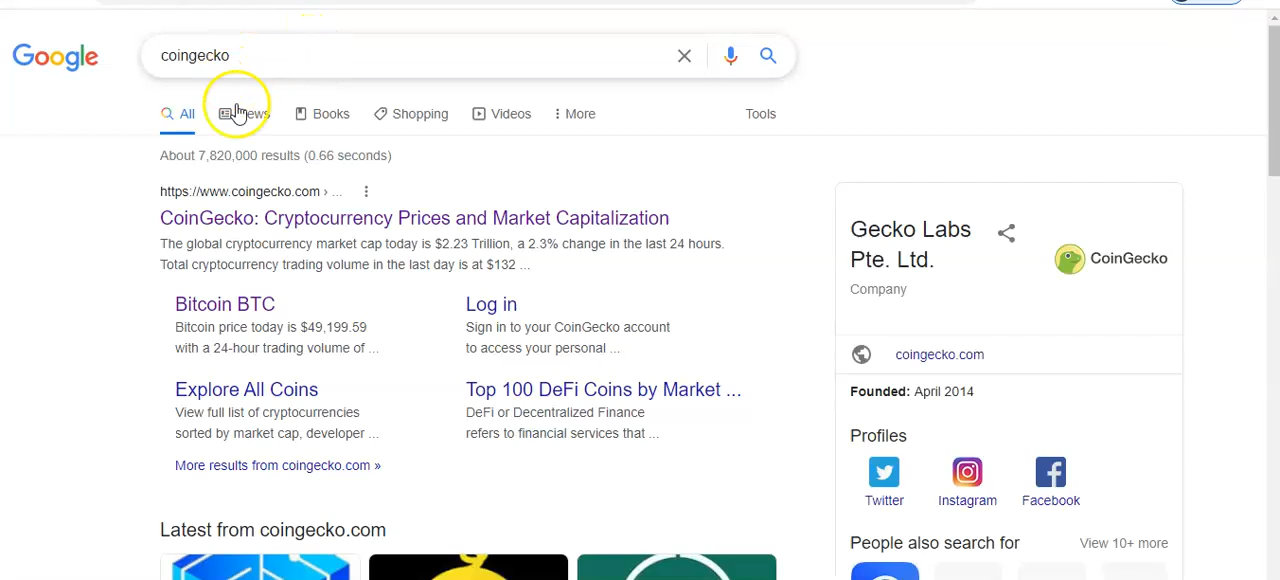 Google
coingecko
All
Books
Shopping
Videos
More
Tools
About 7,820,000 results (0.66 seconds)
https://www.coingecko.com › ...
CoinGecko: Cryptocurrency Prices and Market Capitalization
The global cryptocurrency market cap today is $2.23 Trillion, a 2.3% change in the last 24 hours.
Total cryptocurrency trading volume in the last day is at $132 ...
Bitcoin BTC
Bitcoin price today is $49,199.59
with a 24-hour trading volume of ...
Log in
Sign in to your CoinGecko account
to access your personal ...
Explore All Coins
View full list of cryptocurrencies
sorted by market cap, developer ...
Top 100 DeFi Coins by Market ...
DeFi or Decentralized Finance
refers to financial services that ...
More results from coingecko.com »
Latest from coingecko.com
Gecko Labs
Pte. Ltd.
CoinGecko
Company
coingecko.com
Founded: April 2014
Profiles
Twitter
Instagram
Facebook
People also search for
View 10+ more